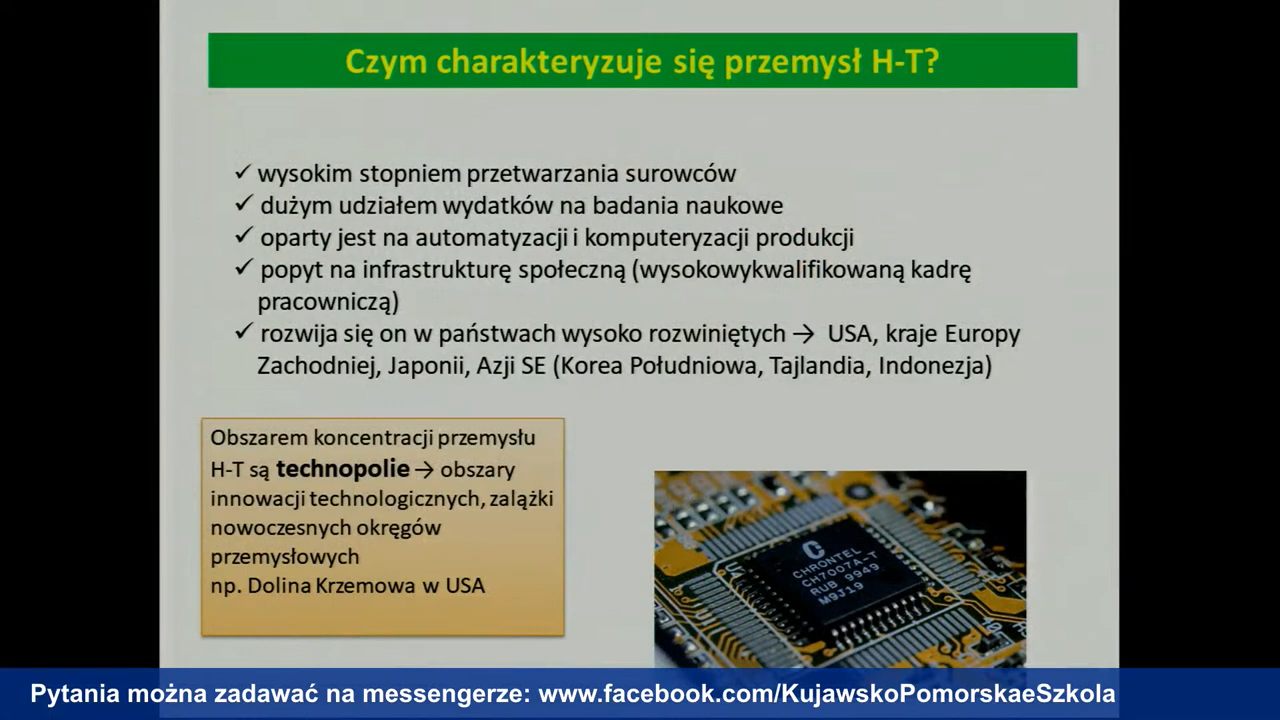 Czym charakteryzuje się przemysł H-T?
✓ wysokim stopniem przetwarzania surowców
✓ dużym udziałem wydatków na badania naukowe
✓ oparty jest na automatyzacji i komputeryzacji produkcji
✓ popyt na infrastrukturę społeczną (wysokowykwalifikowaną kadrę
pracowniczą)
✓ rozwija się on w państwach wysoko rozwiniętych → USA, kraje Europy
Zachodniej, Japonii, Azji SE (Korea Południowa, Tajlandia, Indonezja)
Obszarem koncentracji przemysłu
H-T są technopolie → obszary
innowacji technologicznych, zalążki
nowoczesnych okręgów
przemysłowych
np. Dolina Krzemowa w USA
C
CHRONTEL
CH7007A-T
RUB 9949
M9J19
Pytania można zadawać na messengerze: www.facebook.com/KujawskoPomorskaeSzkola